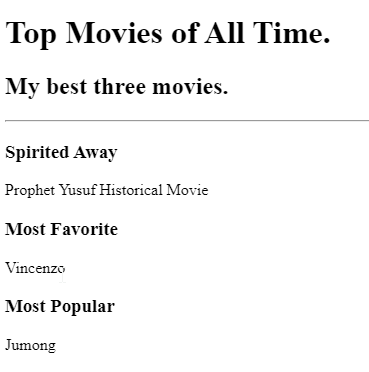 Top Movies of All Time.
My best three movies.
Spirited Away
Prophet Yusuf Historical Movie
Most Favorite
Vincenzo
Most Popular
Jumong